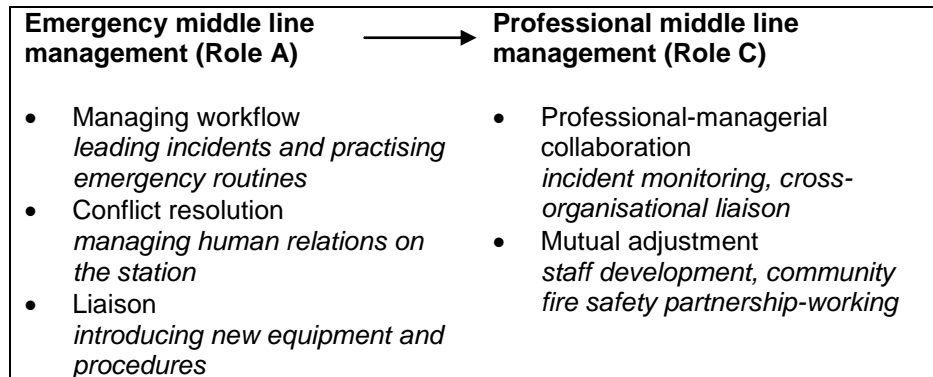 Emergency middle line
management (Role A)
• Managing workflow
leading incidents and practising
emergency routines
• Conflict resolution
managing human relations on
the station
• Liaison
introducing new equipment and
procedures
Professional middle line
management (Role C)
• Professional-managerial
collaboration
incident monitoring, cross-
organisational liaison
• Mutual adjustment
staff development, community
fire safety partnership-working